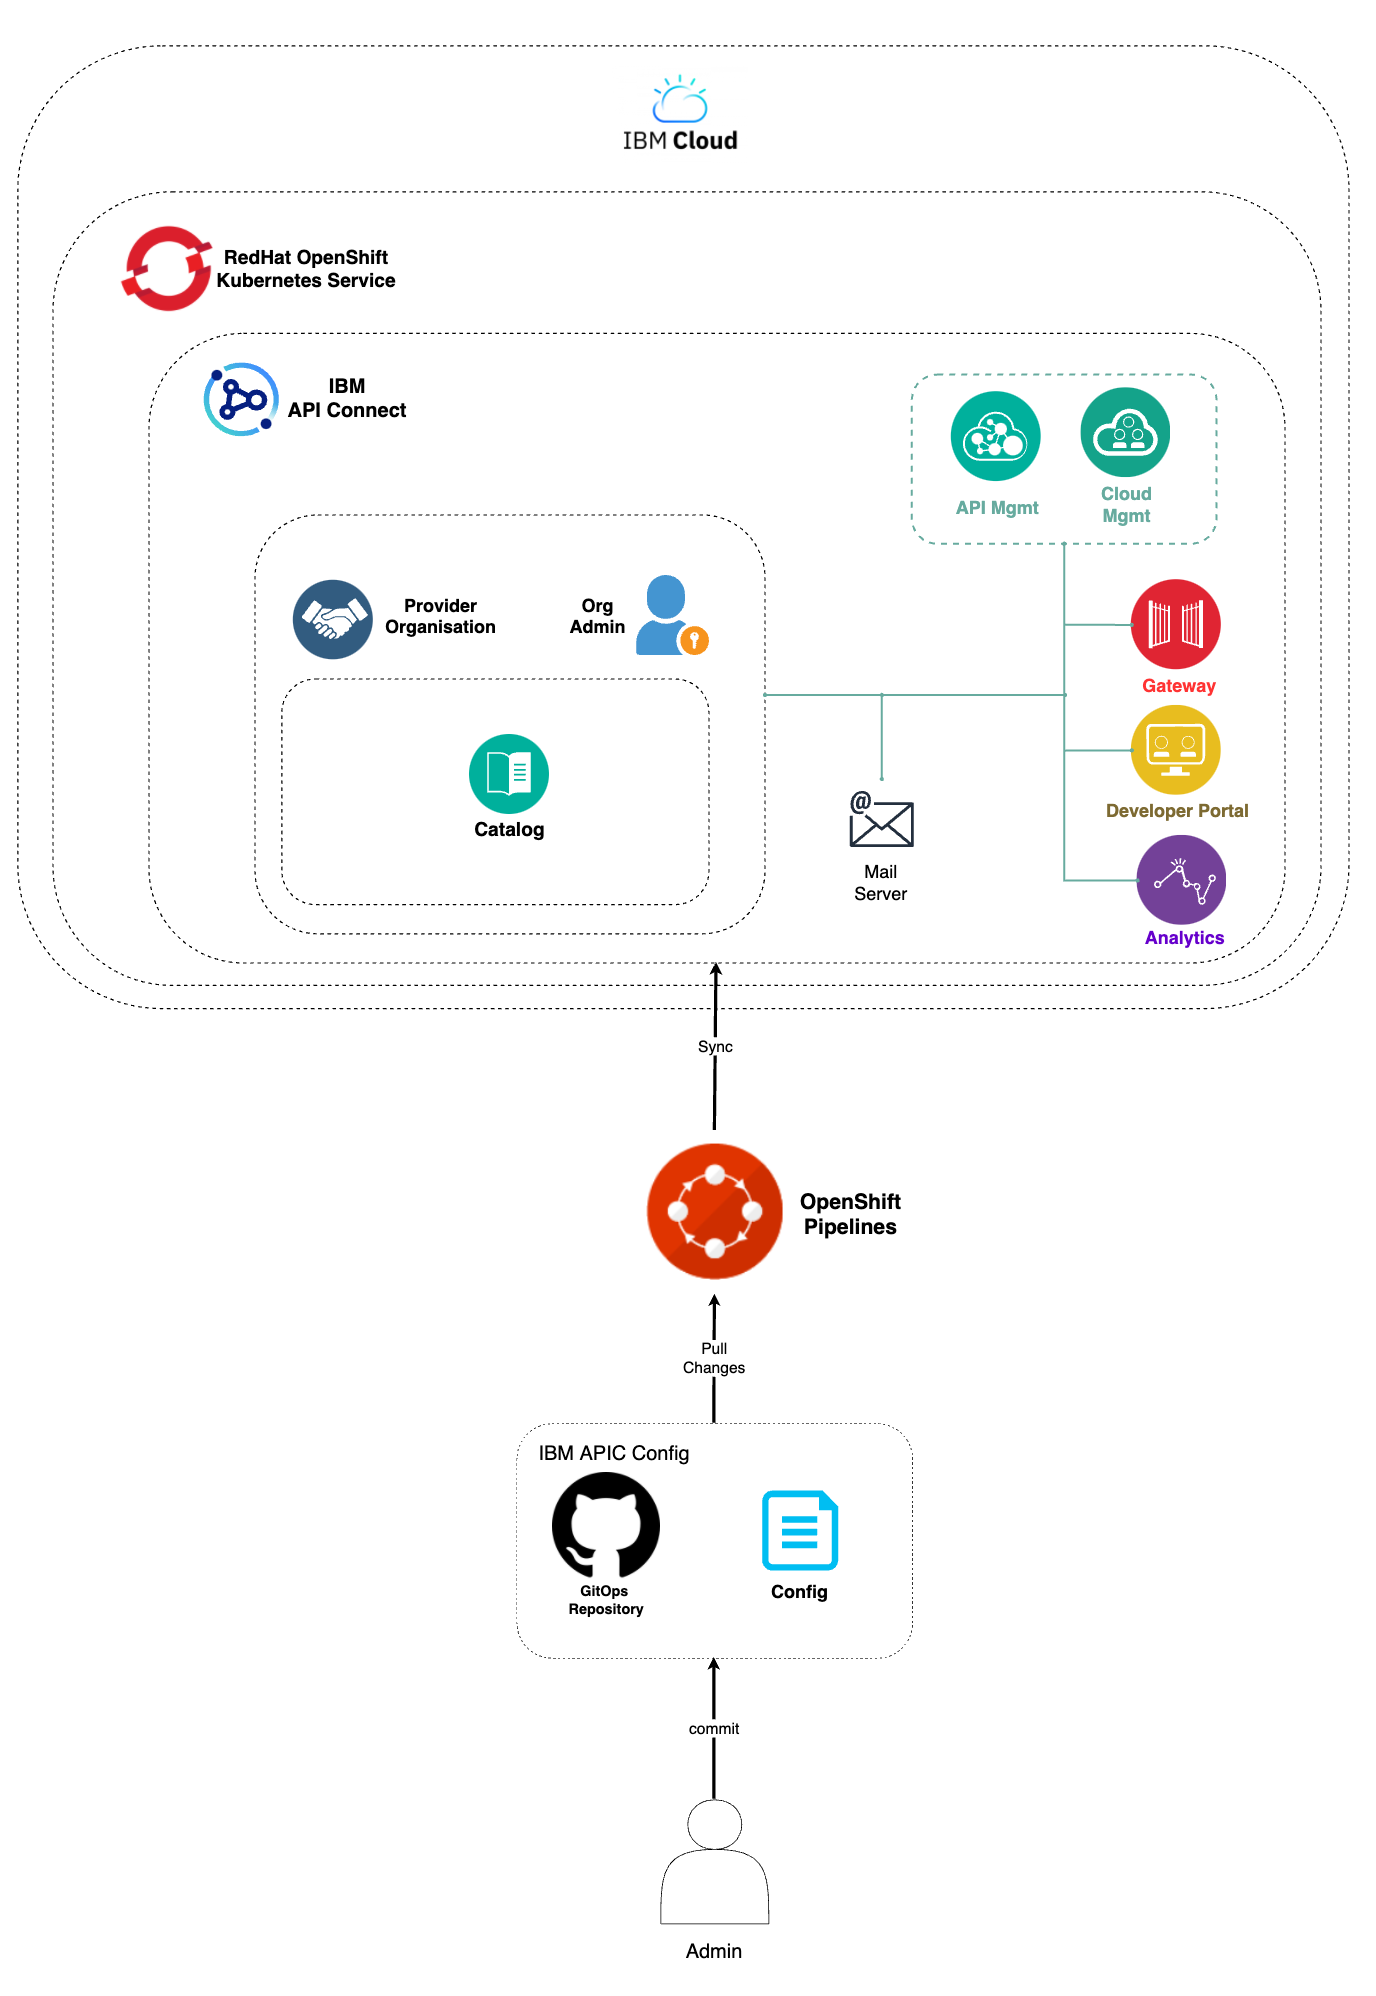 IBM Cloud
RedHat OpenShift
Kubernetes Service
IBM
API Connect
API Mgmt
Cloud
Mgmt
Provider
Organisation
Org
Admin
Gateway
Catalog
Developer Portal
@
Mail
Server
Analytics
Sync
OpenShift
Pipelines
Pull
Changes
IBM APIC Config
GitOps
Repository
Config
commit
Admin